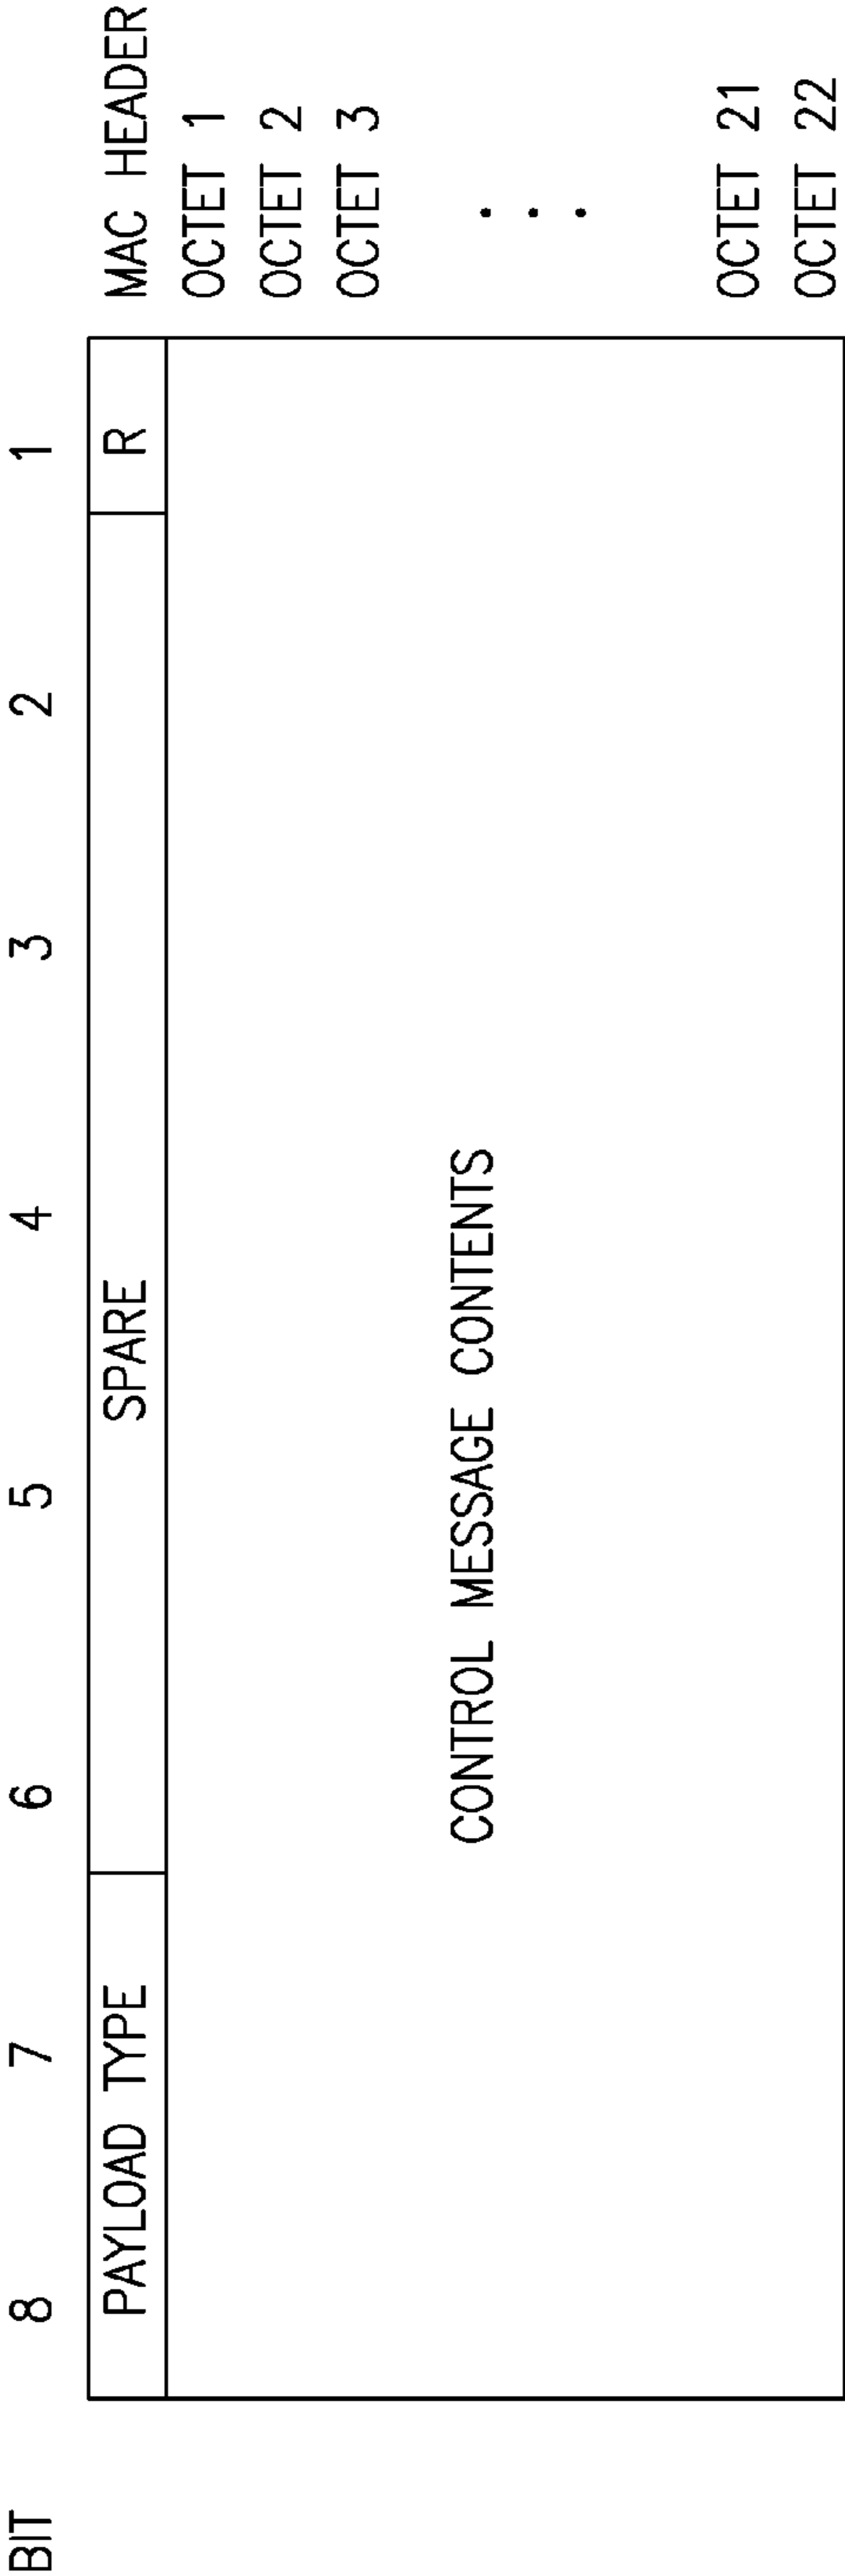 BIT 8 7 6 5 4 3 2 1
PAYLOAD TYPE SPARE R MAC HEADER
OCTET 1
OCTET 2
OCTET 3
CONTROL MESSAGE CONTENTS
OCTET 21
OCTET 22